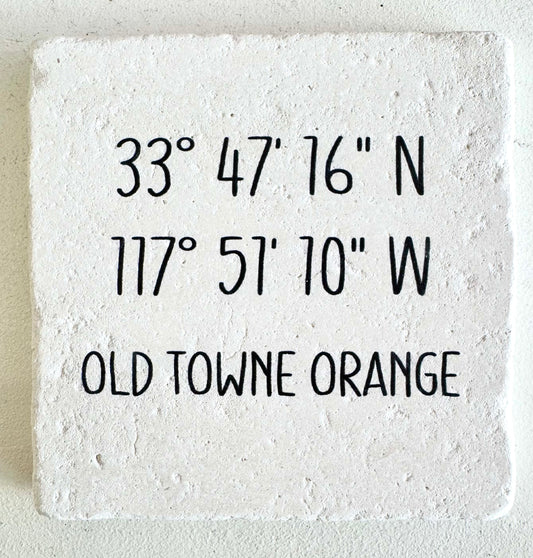 33° 47' 16" N
117° 51' 10" W
OLD TOWNE ORANGE